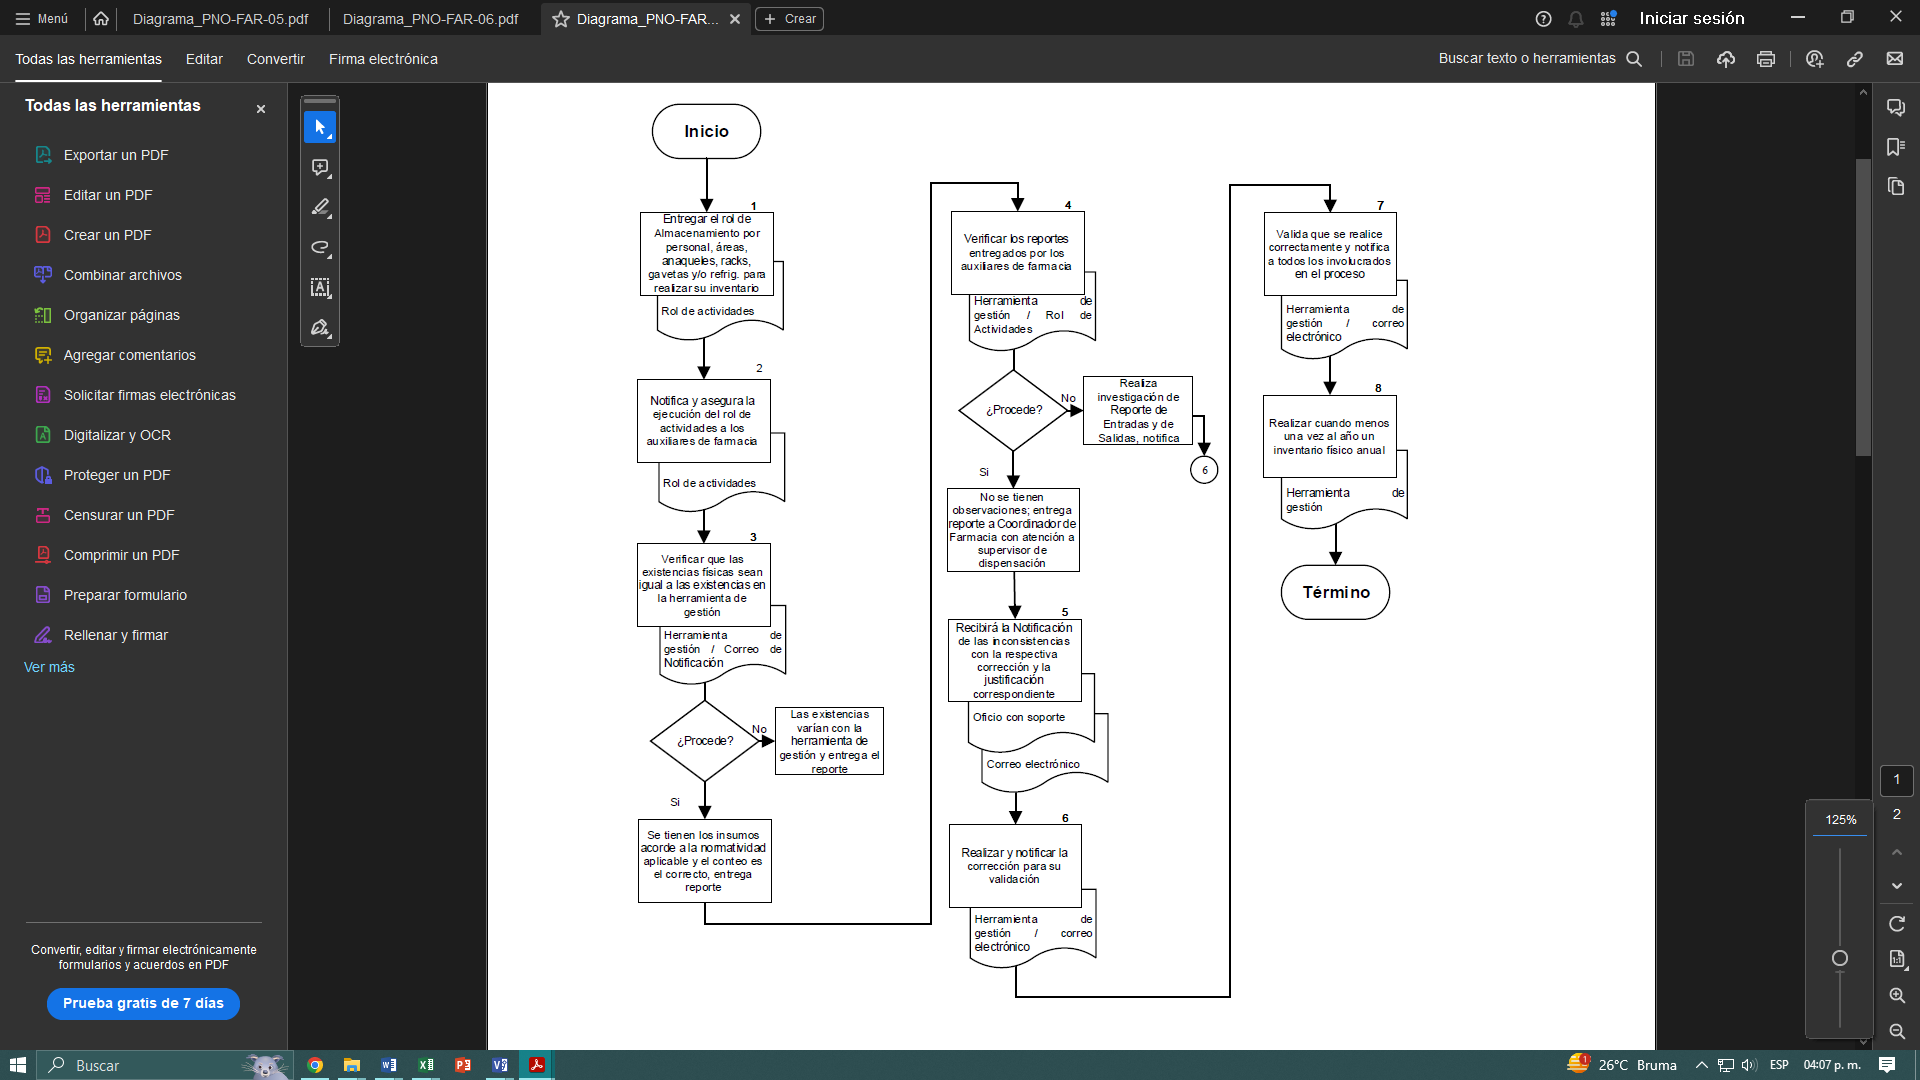 Menú
Diagrama_PNO-FAR-05.pdf
Diagrama_PNO-FAR-06.pdf
Diagrama_PNO-FAR...
Crear
Iniciar sesión
Todas las herramientas
Editar
Convertir
Firma electrónica
Buscar texto o herramientas
Todas las herramientas
Exportar un PDF
Editar un PDF
Crear un PDF
Combinar archivos
Organizar páginas
Agregar comentarios
Solicitar firmas electrónicas
Digitalizar y OCR
Proteger un PDF
Censurar un PDF
Comprimir un PDF
Preparar formulario
Rellenar y firmar
Ver más
Convertir, editar y firmar electrónicamente
formularios y acuerdos en PDF
Prueba gratis de 7 días
Inicio
1
Entregar el rol de
Almacenamiento por
personal, áreas,
anaqueles, racks,
gavetas y/o refrig. para
realizar su inventario
Rol de actividades
2
Notifica y asegura la
ejecución del rol de
actividades a los
auxiliares de farmacia
Rol de actividades
3
Verificar que las
existencias físicas sean
igual a las existencias en
la herramienta de
gestión
Herramienta de
gestión / Correo de
Notificación
¿Procede?
No
Las existencias
varían con la
herramienta de
gestión y entrega el
reporte
Si
Se tienen los insumos
acorde a la normatividad
aplicable y el conteo es
el correcto, entrega
reporte
4
Verificar los reportes
entregados por los
auxiliares de farmacia
Herramienta de
gestión / Rol de
Actividades
¿Procede?
No
Realiza
investigación de
Reporte de
Entradas y de
Salidas, notifica
6
Si
No se tienen
observaciones; entrega
reporte a Coordinador de
Farmacia con atención a
supervisor de
dispensación
5
Recibirá la Notificación
de las inconsistencias
con la respectiva
corrección y la
justificación
correspondiente
Oficio con soporte
Correo electrónico
6
Realizar y notificar la
corrección para su
validación
Herramienta de
gestión / correo
electrónico
7
Valida que se realice
correctamente y notifica
a todos los involucrados
en el proceso
Herramienta de
gestión / correo
electrónico
8
Realizar cuando menos
una vez al año un
inventario físico anual
Herramienta de
gestión
Término
1
2
125%
1:1
Buscar
1
26°C Bruma
ESP
04:07 p. m.